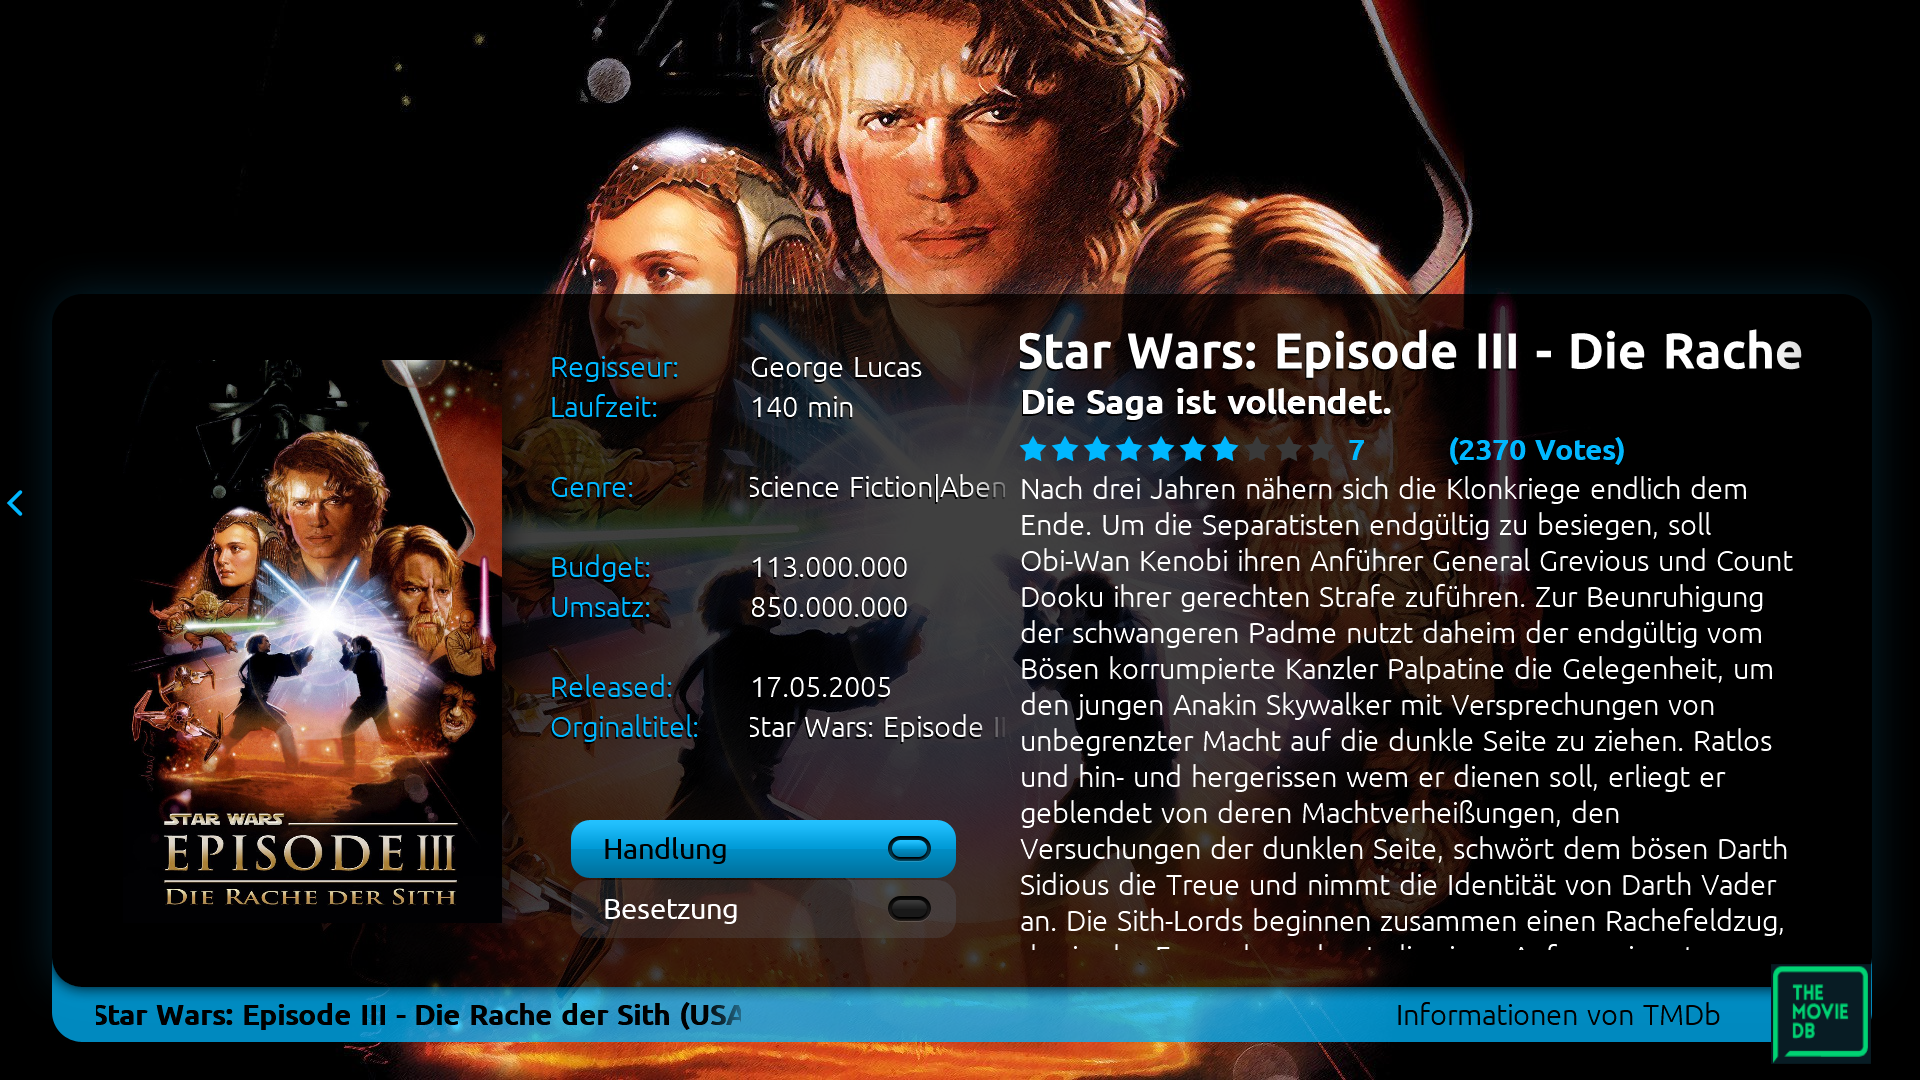 Star Wars: Episode III - Die Rache
Die Saga ist vollendet.
7 (2370 Votes)
Regisseur: George Lucas
Laufzeit: 140 min
Genre: Science Fiction|Aben
Budget: 113.000.000
Umsatz: 850.000.000
Released: 17.05.2005
Orginaltitel: Star Wars: Episode II
Handlung
Besetzung
Nach drei Jahren nähern sich die Klonkriege endlich dem
Ende. Um die Separatisten endgültig zu besiegen, soll
Obi-Wan Kenobi ihren Anführer General Grevious und Count
Dooku ihrer gerechten Strafe zuführen. Zur Beunruhigung
der schwangeren Padme nutzt daheim der endgültig vom
Bösen korrumpierte Kanzler Palpatine die Gelegenheit, um
den jungen Anakin Skywalker mit Versprechungen von
unbegrenzter Macht auf die dunkle Seite zu ziehen. Ratlos
und hin- und hergerissen wem er dienen soll, erliegt er
geblendet von deren Machtverheißungen, den
Versuchungen der dunklen Seite, schwört dem bösen Darth
Sidious die Treue und nimmt die Identität von Darth Vader
an. Die Sith-Lords beginnen zusammen einen Rachefeldzug,
STAR WARS
EPISODE III
DIE RACHE DER SITH
Star Wars: Episode III - Die Rache der Sith (USA
Informationen von TMDb
THE
MOVIE
DB